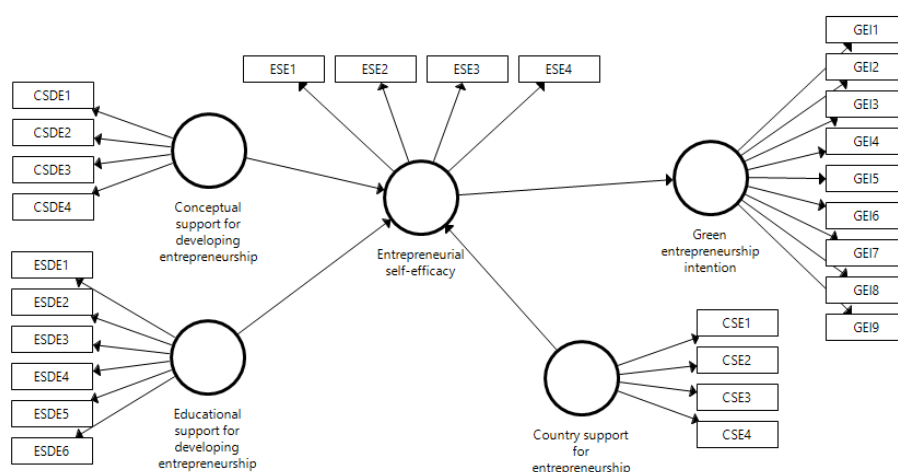 GEI1
ESE1
ESE2
ESE3
ESE4
GEI2
CSDE1
GEI3
CSDE2
GEI4
CSDE3
GEI5
CSDE4
Conceptual
support for
developing
entrepreneurship
Entrepreneurial
self-efficacy
Green
entrepreneurship
intention
GEI6
GEI7
GEI8
GEI9
ESDE1
ESDE2
ESDE3
ESDE4
ESDE5
ESDE6
Educational
support for
developing
entrepreneurship
CSE1
CSE2
CSE3
CSE4
Country support
for
entrepreneurship